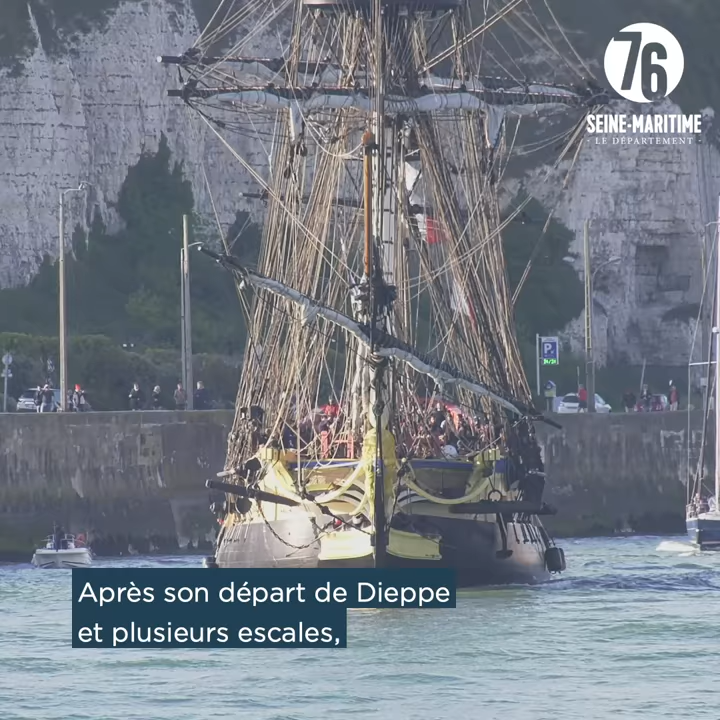 76
SEINE-MARITIME
- LE DÉPARTEMENT -
P
Après son départ de Dieppe
et plusieurs escales,